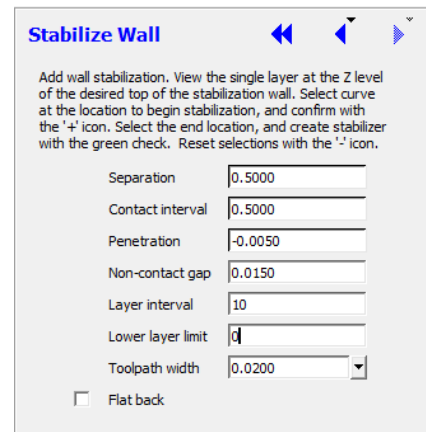 Stabilize Wall
Add wall stabilization. View the single layer at the Z level
of the desired top of the stabilization wall. Select curve
at the location to begin stabilization, and confirm with
the '+' icon. Select the end location, and create stabilizer
with the green check.  Reset selections with the '-' icon.
Separation 0.5000
Contact interval 0.5000
Penetration -0.0050
Non-contact gap 0.0150
Layer interval 10
Lower layer limit 0
Toolpath width 0.0200
Flat back